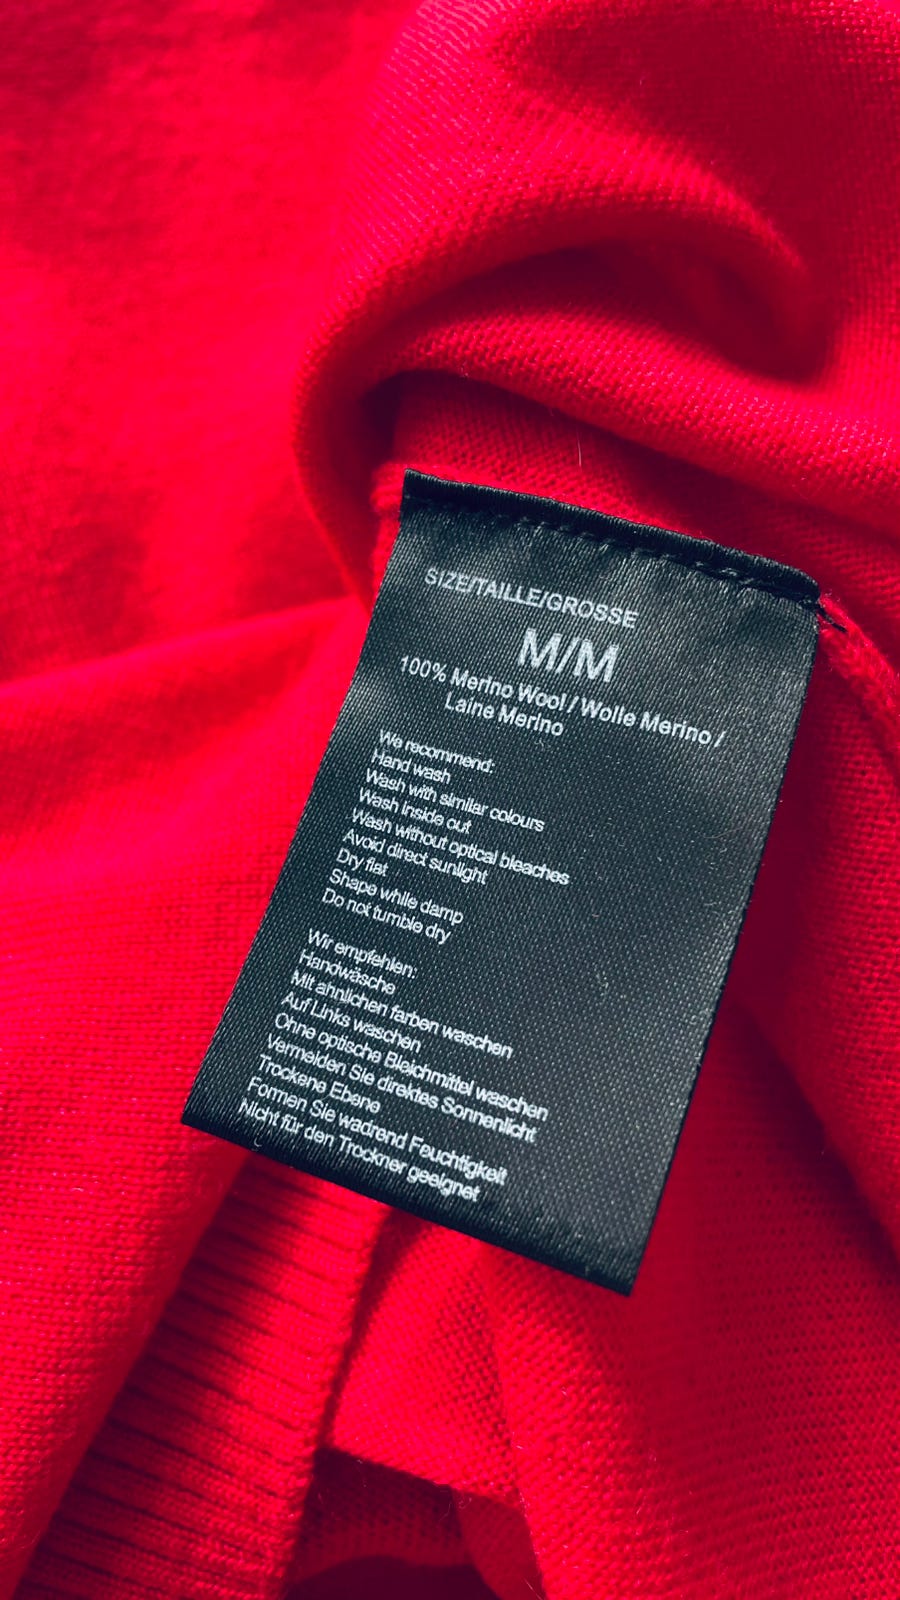 SIZE/TAILLE/GROSSE
M/M
100% Merino Wool / Wolle Merino /
Laine Merino
We recommend:
Hand wash
Wash with similar colours
Wash inside out
Wash without optical bleaches
Avoid direct sunlight
Dry flat
Shape while damp
Do not tumble dry
Wir empfehlen:
Handwäsche
Mit ahnlichen farben waschen
Auf Links waschen
Ohne optische Bleichmittel waschen
Vermeiden Sie direktes Sonnenlicht
Trockene Ebene
Formen Sie wadrend Feuchtigkeit
Nicht für den Trockner geeignet